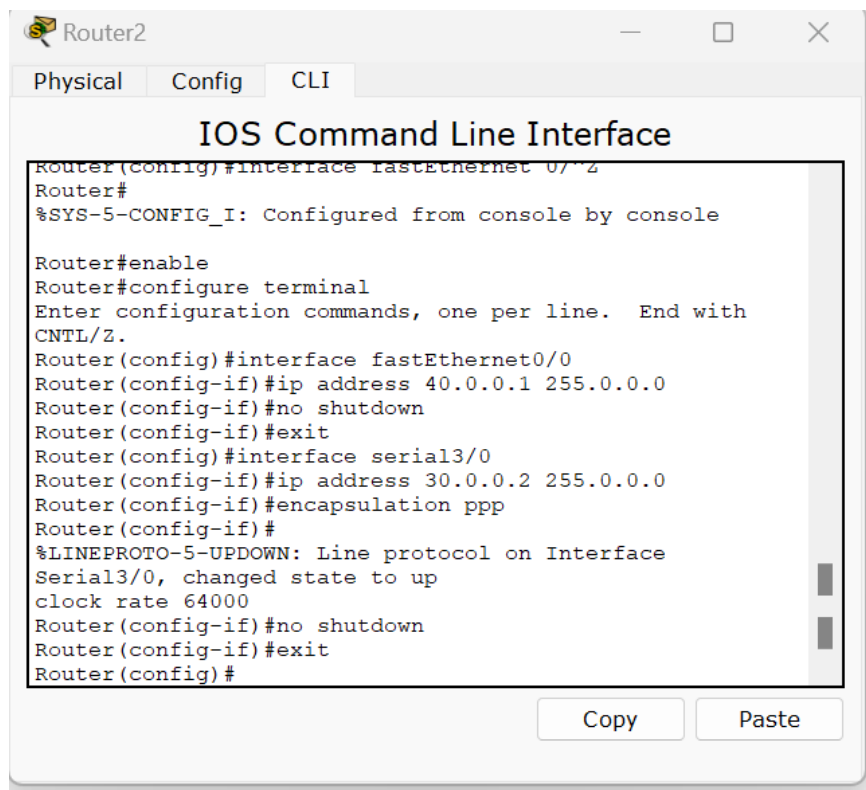 Router2
Physical Config CLI
IOS Command Line Interface
Router(config)#interface fastEthernet 0/^Z
Router#
%SYS-5-CONFIG_I: Configured from console by console
Router#enable
Router#configure terminal
Enter configuration commands, one per line.  End with
CNTL/Z.
Router(config)#interface fastEthernet0/0
Router(config-if)#ip address 40.0.0.1 255.0.0.0
Router(config-if)#no shutdown
Router(config-if)#exit
Router(config)#interface serial3/0
Router(config-if)#ip address 30.0.0.2 255.0.0.0
Router(config-if)#encapsulation ppp
Router(config-if)#
%LINEPROTO-5-UPDOWN: Line protocol on Interface
Serial3/0, changed state to up
clock rate 64000
Router(config-if)#no shutdown
Router(config-if)#exit
Router(config)#
Copy Paste